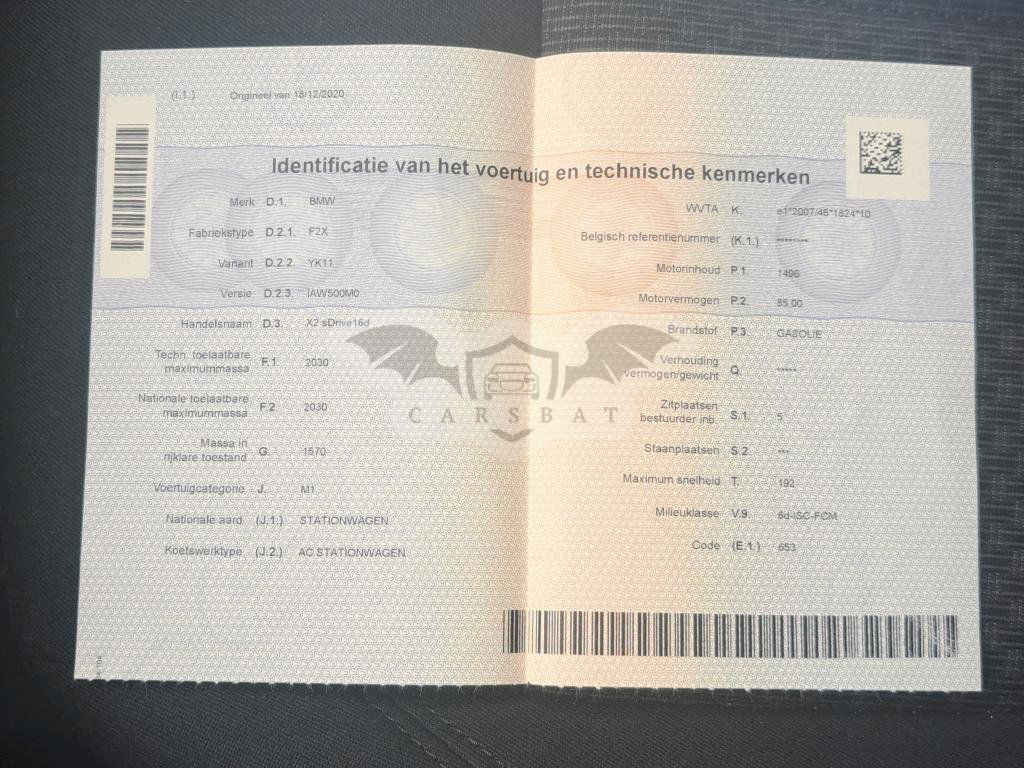 (I.1.) Origineel van 18/12/2020
Identificatie van het voertuig en technische kenmerken
Merk D.1. BMW
Fabriekstype D.2.1. F2X
Variant D.2.2. YK11
Versie D.2.3. IAW500M0
Handelsnaam D.3. X2 sDrive16d
Techn. toelaatbare
maximummassa F.1. 2030
Nationale toelaatbare
maximummassa F.2. 2030
Massa in
rijklare toestand G. 1570
Voertuigcategorie J. M1
Nationale aard (J.1.) STATIONWAGEN
Koetswerktype (J.2.) AC STATIONWAGEN
WVTA K. e1*2007/46*1824*10
Belgisch referentienummer (K.1.) ********
Motorinhoud P.1. 1496
Motorvermogen P.2. 85.00
Brandstof P.3. GASOLIE
Verhouding
vermogen/gewicht Q. *****
Zitplaatsen
bestuurder inb. S.1. 5
Staanplaatsen S.2. ***
Maximum snelheid T. 192
Milieuklasse V.9. 6d-ISC-FCM
Code (E.1.) 653
CARSBAT